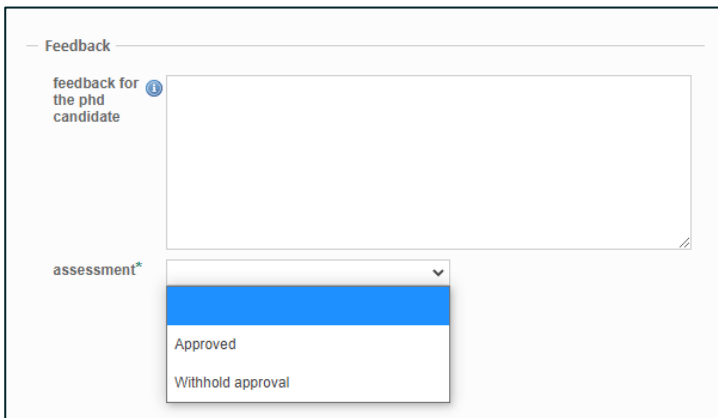 Feedback
feedback for
the phd
candidate
assessment*
Approved
Withhold approval